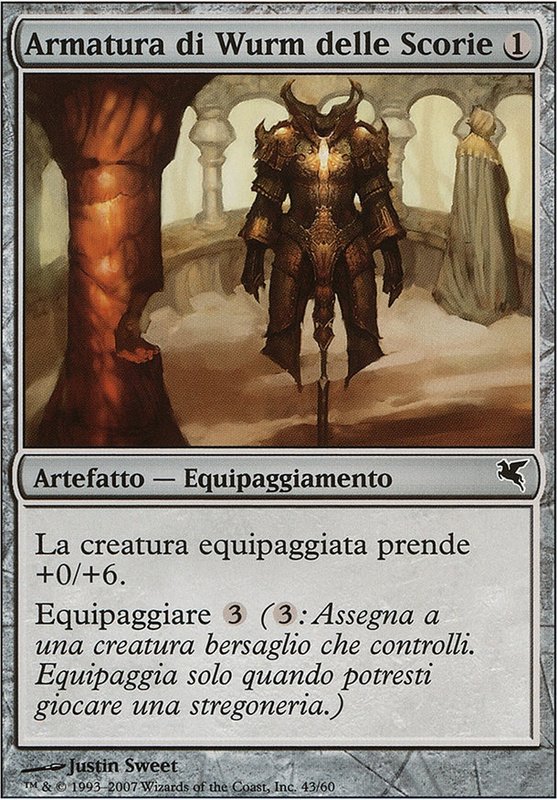 Armatura di Wurm delle Scorie 1
Artefatto — Equipaggiamento
La creatura equipaggiata prende
+0/+6.
Equipaggiare 3 (3: Assegna a
una creatura bersaglio che controlli.
Equipaggia solo quando potresti
giocare una stregoneria.)
Justin Sweet
™ & © 1993–2007 Wizards of the Coast, Inc. 43/60